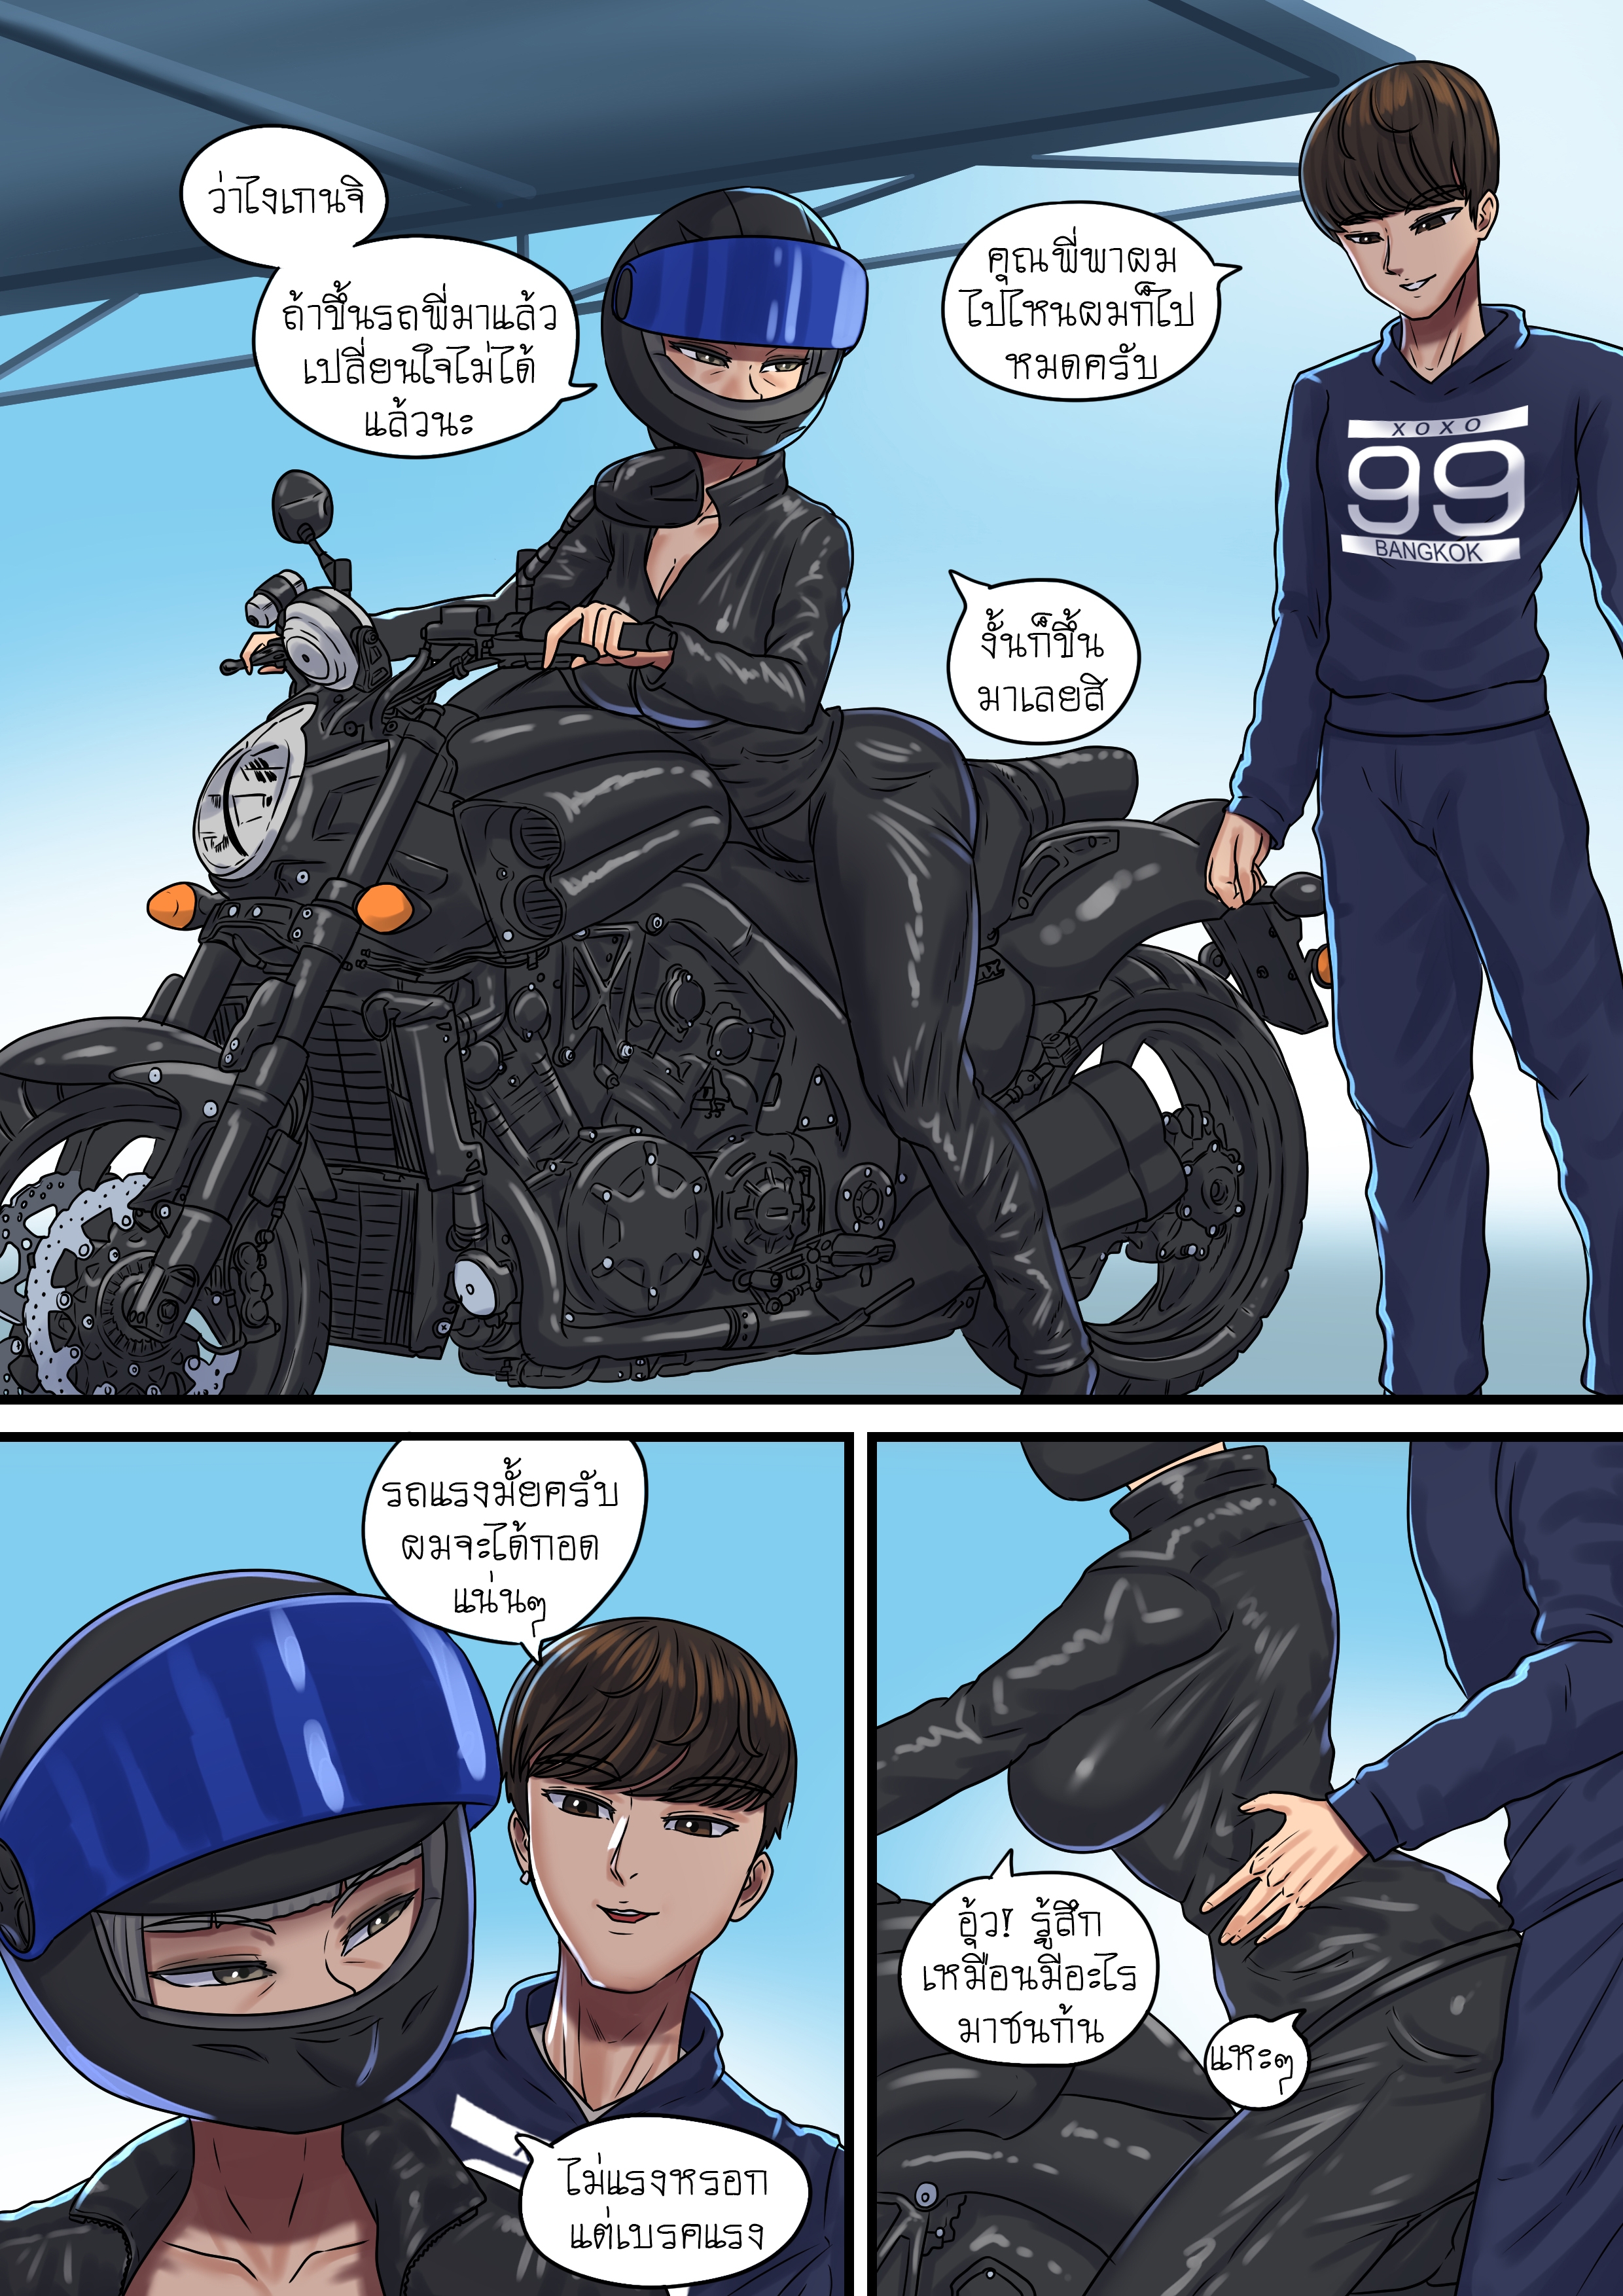 ว่าไงเกนจิ
ถ้าขึ้นรถพี่มาแล้ว
เปลี่ยนใจไม่ได้
แล้วนะ
คุณพี่พาผม
ไปไหนผมก็ไป
หมดครับ
XOXO
99
BANGKOK
งั้นก็ขึ้น
มาเลยสิ
รถแรงมั้ยครับ
ผมจะได้กอด
แน่นๆ
ไม่แรงหรอก
แต่เบรคแรง
อุ้ว! รู้สึก
เหมือนมีอะไร
มาชนก้น
แหะๆ